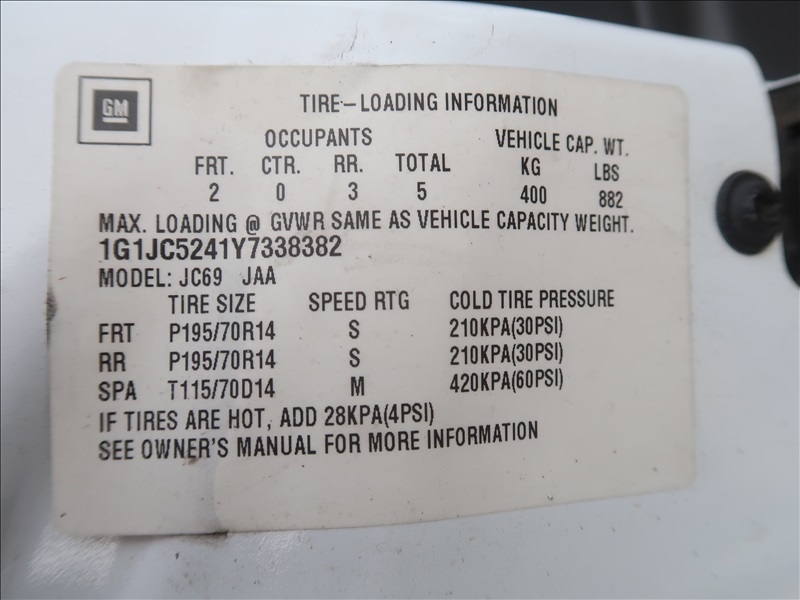 GM
TIRE-LOADING INFORMATION
OCCUPANTS VEHICLE CAP. WT.
FRT. CTR. RR. TOTAL KG LBS
2 0 3 5 400 882
MAX. LOADING @ GVWR SAME AS VEHICLE CAPACITY WEIGHT.
1G1JC5241Y7338382
MODEL: JC69 JAA
TIRE SIZE SPEED RTG COLD TIRE PRESSURE
FRT P195/70R14 S 210KPA(30PSI)
RR P195/70R14 S 210KPA(30PSI)
SPA T115/70D14 M 420KPA(60PSI)
IF TIRES ARE HOT, ADD 28KPA(4PSI)
SEE OWNER'S MANUAL FOR MORE INFORMATION